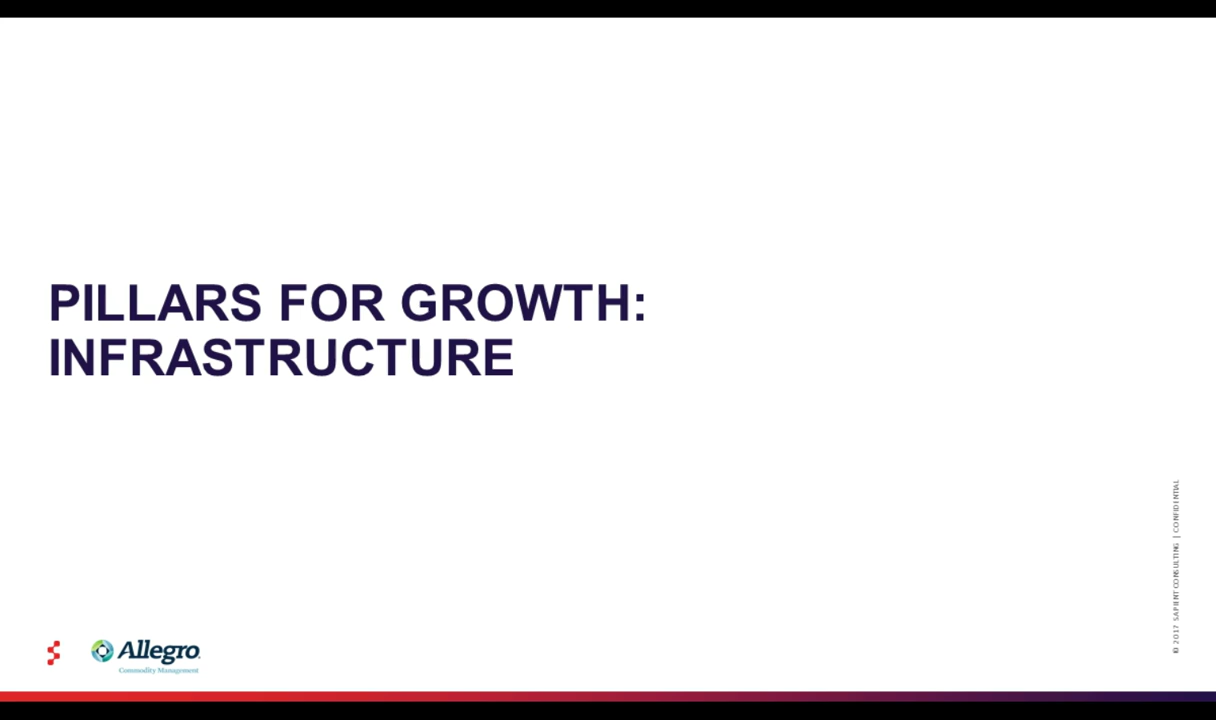 PILLARS FOR GROWTH:
INFRASTRUCTURE
Allegro
Commodity Management
© 2017 SAPIENT CONSULTING | CONFIDENTIAL